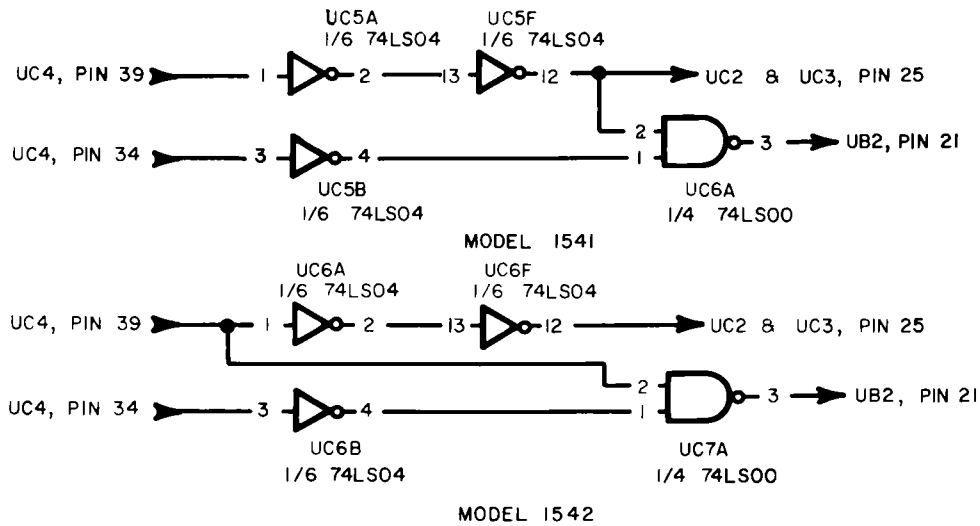 UC5A
1/6 74LS04
UC5F
1/6 74LS04
UC4, PIN 39
1
2
13
12
UC2 & UC3, PIN 25
2
UC4, PIN 34
3
4
1
3
UB2, PIN 21
UC5B
1/6 74LS04
UC6A
1/4 74LS00
MODEL 1541
UC6A
1/6 74LS04
UC6F
1/6 74LS04
UC4, PIN 39
1
2
13
12
UC2 & UC3, PIN 25
2
UC4, PIN 34
3
4
1
3
UB2, PIN 21
UC6B
1/6 74LS04
UC7A
1/4 74LS00
MODEL 1542